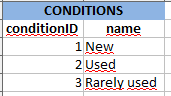 CONDITIONS
conditionID name
1 New
2 Used
3 Rarely used